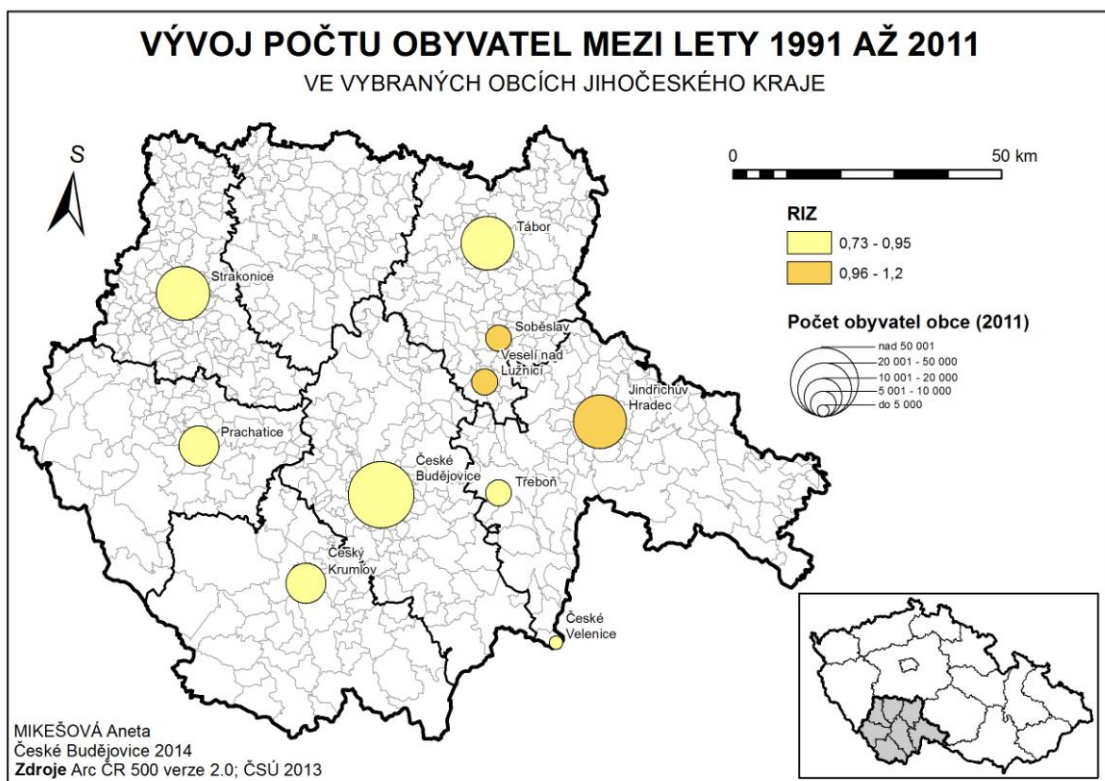 VÝVOJ POČTU OBYVATEL MEZI LETY 1991 AŽ 2011
VE VYBRANÝCH OBCÍCH JIHOČESKÉHO KRAJE
S
0 50 km
RIZ
0,73 - 0,95
0,96 - 1,2
Počet obyvatel obce (2011)
nad 50 001
20 001 - 50 000
10 001 - 20 000
5 001 - 10 000
do 5 000
Tábor
Strakonice
Soběslav
Veselí nad
Lužnicí
Jindřichův
Hradec
Prachatice
České
Budějovice
Třeboň
Český
Krumlov
České
Velenice
MIKEŠOVÁ Aneta
České Budějovice 2014
Zdroje Arc ČR 500 verze 2.0; ČSÚ 2013